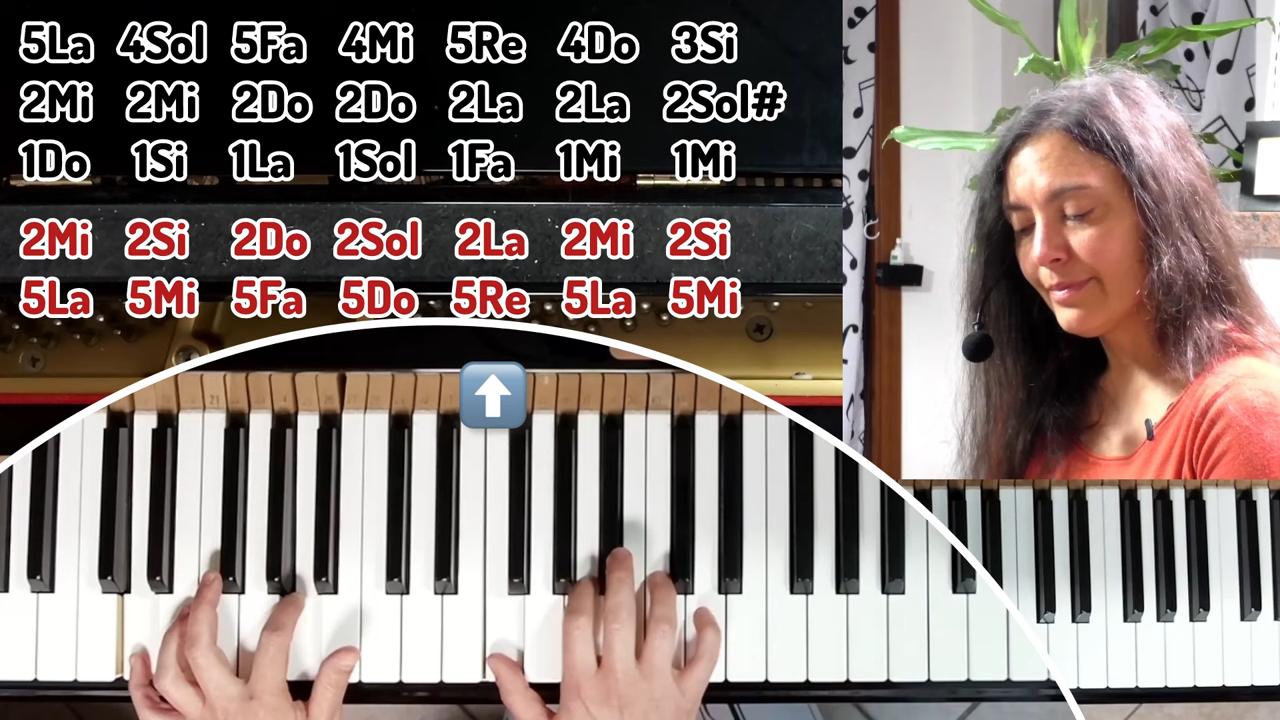 5La 4Sol 5Fa 4Mi 5Re 4Do 3Si
2Mi 2Mi 2Do 2Do 2La 2La 2Sol#
1Do 1Si 1La 1Sol 1Fa 1Mi 1Mi
2Mi 2Si 2Do 2Sol 2La 2Mi 2Si
5La 5Mi 5Fa 5Do 5Re 5La 5Mi